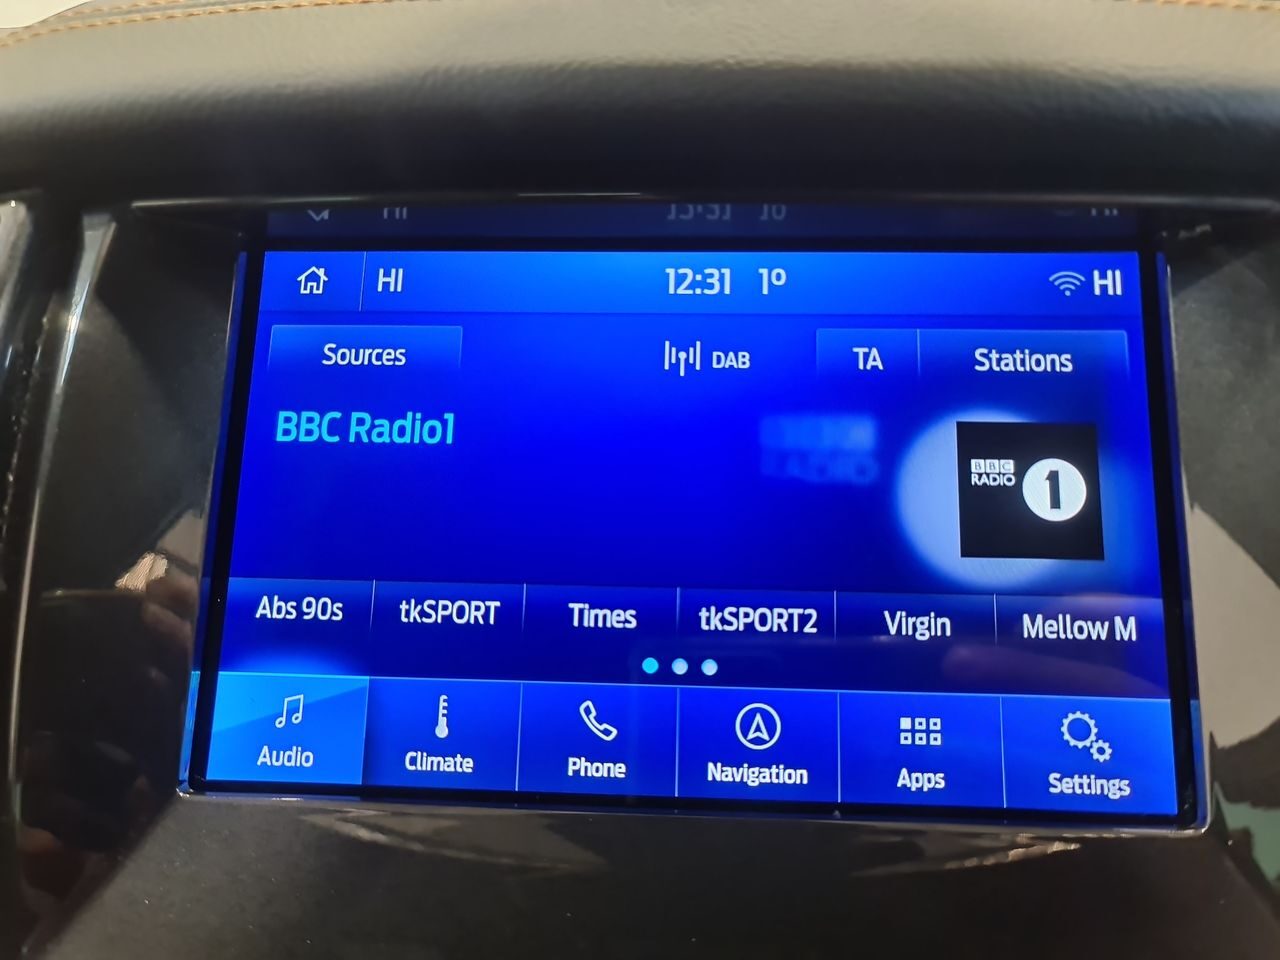 HI 12:31 1º HI
Sources DAB TA Stations
BBC Radio1
BBC
RADIO 1
Abs 90s tkSPORT Times tkSPORT2 Virgin Mellow M
Audio Climate Phone Navigation Apps Settings